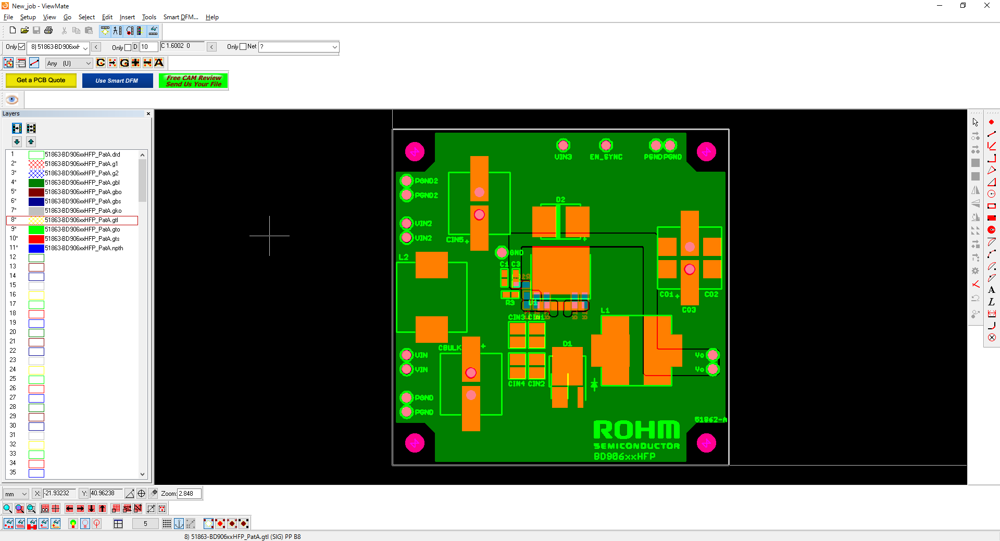 New_job - ViewMate
File Setup View Go Select Edit Insert Tools Smart DFM... Help
Only 8) 51863-BD906xxH < Only D 10 C 1.6002 0 < Only Net ?
Any (U) C G A
Get a PCB Quote Use Smart DFM Free CAM Review
Send Us Your File
Layers
1 51863-BD906xxHFP_PatA.drd
2* 51863-BD906xxHFP_PatA.g1
3* 51863-BD906xxHFP_PatA.g2
4* 51863-BD906xxHFP_PatA.gbl
5* 51863-BD906xxHFP_PatA.gbo
6* 51863-BD906xxHFP_PatA.gbs
7* 51863-BD906xxHFP_PatA.gko
8* 51863-BD906xxHFP_PatA.gtl
9* 51863-BD906xxHFP_PatA.gto
10* 51863-BD906xxHFP_PatA.gts
11* 51863-BD906xxHFP_PatA.npth
12
13
14
15
16
17
18
19
20
21
22
23
24
25
26
27
28
29
30
31
32
33
34
35
VIN3 EN_SYNC PGND PGND
PGND2
PGND2
VIN2
VIN2
CIN5 +
D2
+
GND
L2
C1 C3
R3 U1
CO1 + CO2
CO3
CIN3 CIN1
L1
CBULK +
D1
VIN
VIN
CIN4 CIN2
Vo
Vo
PGND
PGND
51862-A
ROHM
SEMICONDUCTOR
BD906xxHFP
A
L
mm X: -21.93232 Y: 40.96238 Zoom: 2.848
5
8) 51863-BD906xxHFP_PatA.gtl (SIG) PP B8